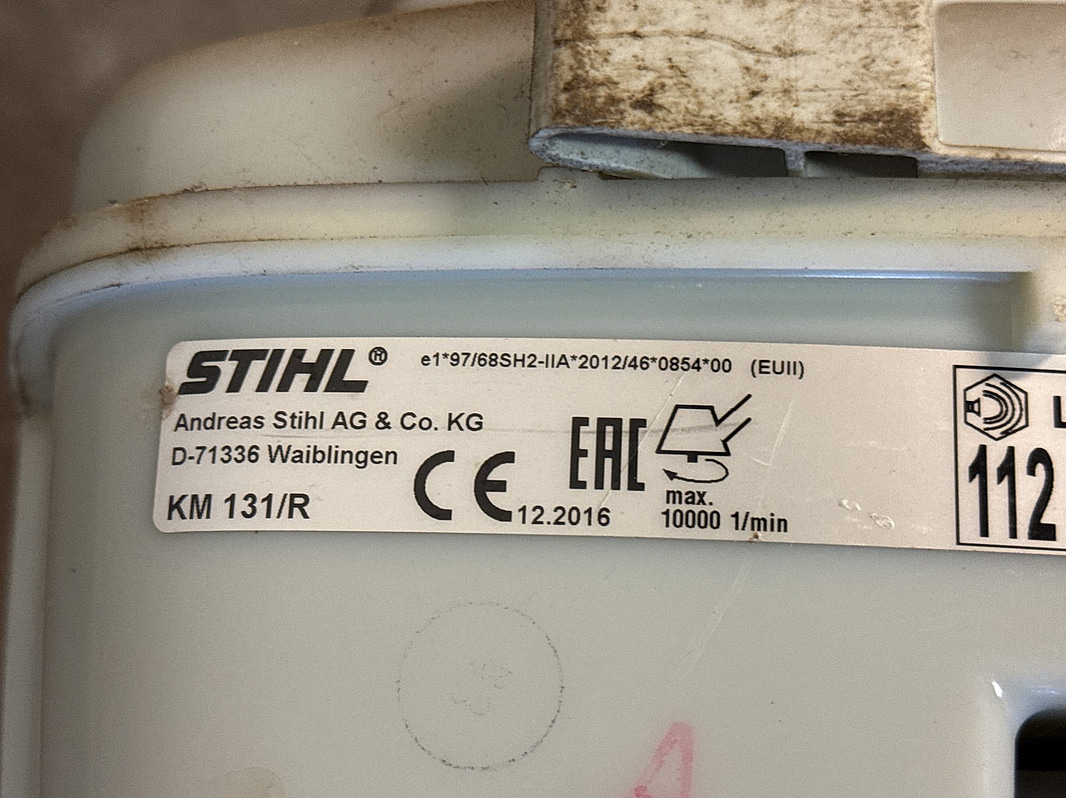 STIHL®
e1*97/68SH2-IIA*2012/46*0854*00 (EUII)
Andreas Stihl AG & Co. KG
D-71336 Waiblingen
KM 131/R
CE
12.2016
EAC
max.
10000 1/min
L
112